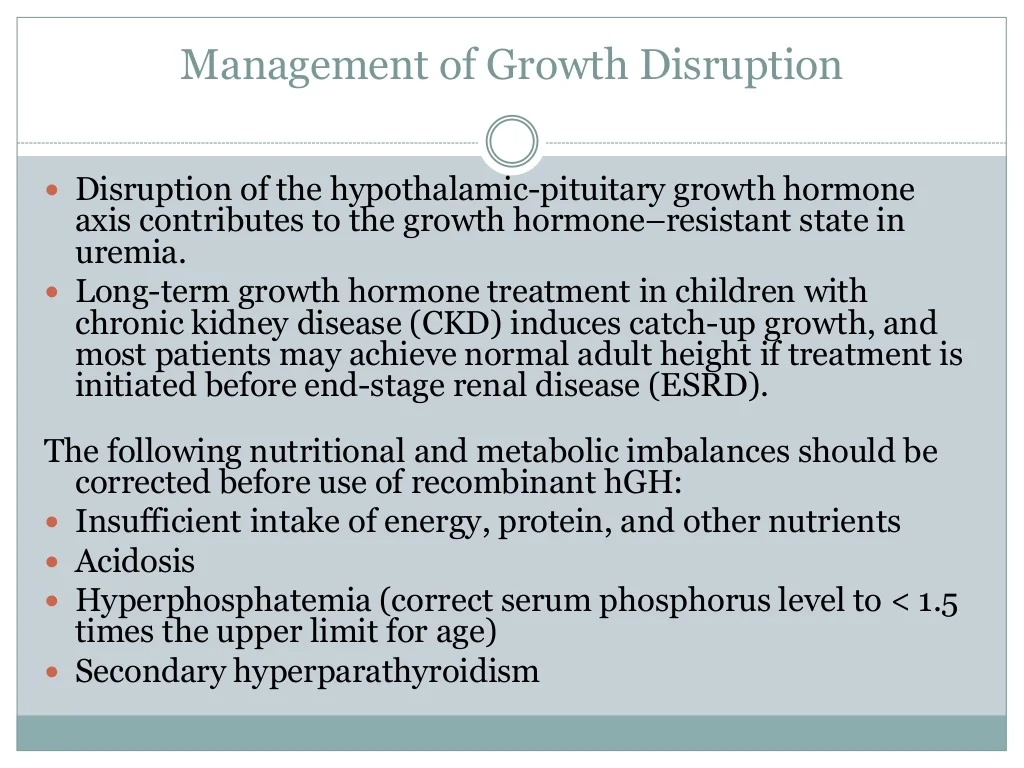 Management of Growth Disruption
• Disruption of the hypothalamic-pituitary growth hormone
axis contributes to the growth hormone–resistant state in
uremia.
• Long-term growth hormone treatment in children with
chronic kidney disease (CKD) induces catch-up growth, and
most patients may achieve normal adult height if treatment is
initiated before end-stage renal disease (ESRD).
The following nutritional and metabolic imbalances should be
corrected before use of recombinant hGH:
• Insufficient intake of energy, protein, and other nutrients
• Acidosis
• Hyperphosphatemia (correct serum phosphorus level to < 1.5
times the upper limit for age)
• Secondary hyperparathyroidism